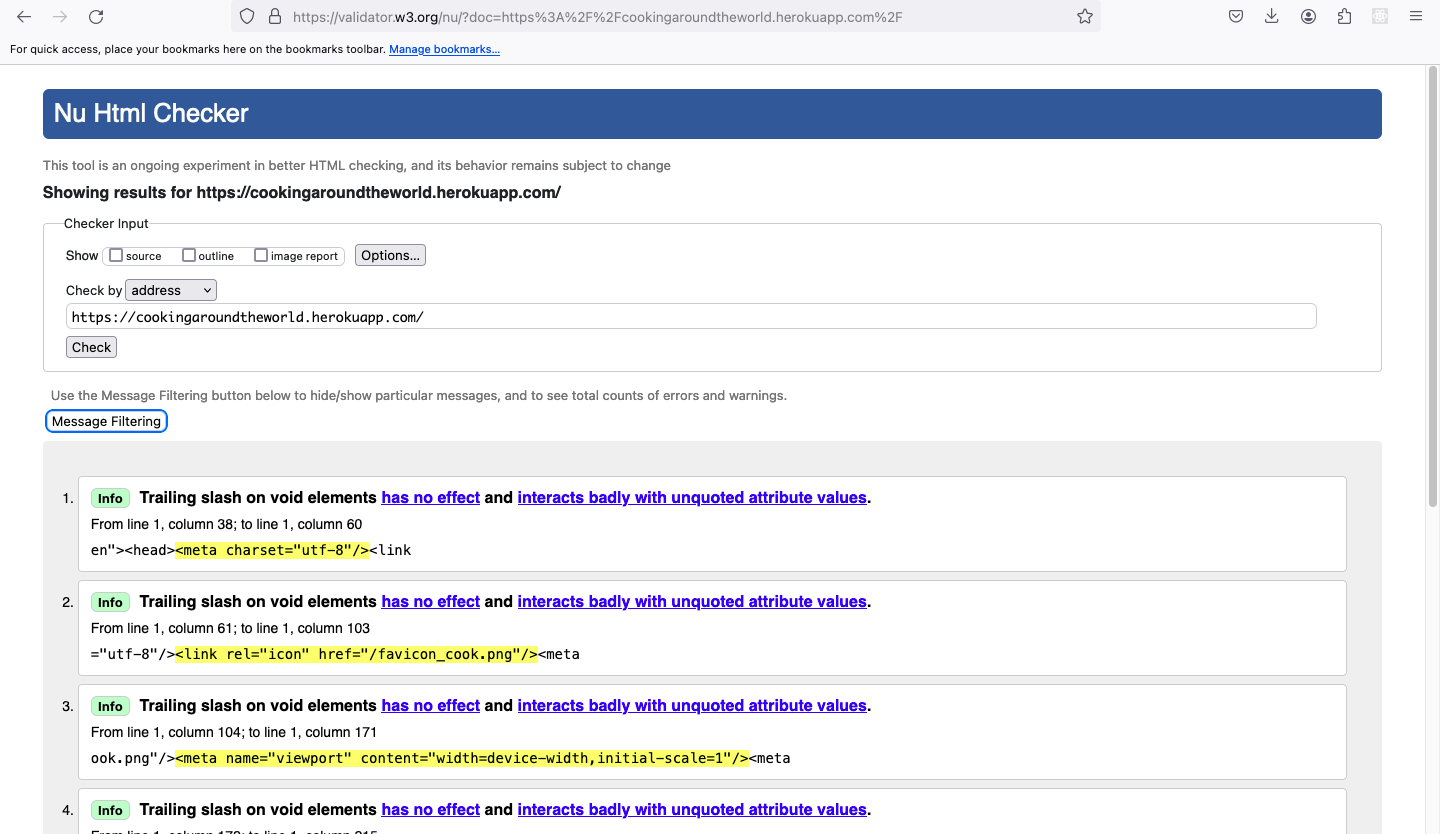 https://validator.w3.org/nu/?doc=https%3A%2F%2Fcookingaroundtheworld.herokuapp.com%2F
For quick access, place your bookmarks here on the bookmarks toolbar. Manage bookmarks...
Nu Html Checker
This tool is an ongoing experiment in better HTML checking, and its behavior remains subject to change
Showing results for https://cookingaroundtheworld.herokuapp.com/
Checker Input
Show source outline image report Options...
Check by address
https://cookingaroundtheworld.herokuapp.com/
Check
Use the Message Filtering button below to hide/show particular messages, and to see total counts of errors and warnings.
Message Filtering
1. Info Trailing slash on void elements has no effect and interacts badly with unquoted attribute values.
From line 1, column 38; to line 1, column 60
en"><head><meta charset="utf-8"/><link
2. Info Trailing slash on void elements has no effect and interacts badly with unquoted attribute values.
From line 1, column 61; to line 1, column 103
="utf-8"/><link rel="icon" href="/favicon_cook.png"/><meta
3. Info Trailing slash on void elements has no effect and interacts badly with unquoted attribute values.
From line 1, column 104; to line 1, column 171
ook.png"/><meta name="viewport" content="width=device-width,initial-scale=1"/><meta
4. Info Trailing slash on void elements has no effect and interacts badly with unquoted attribute values.